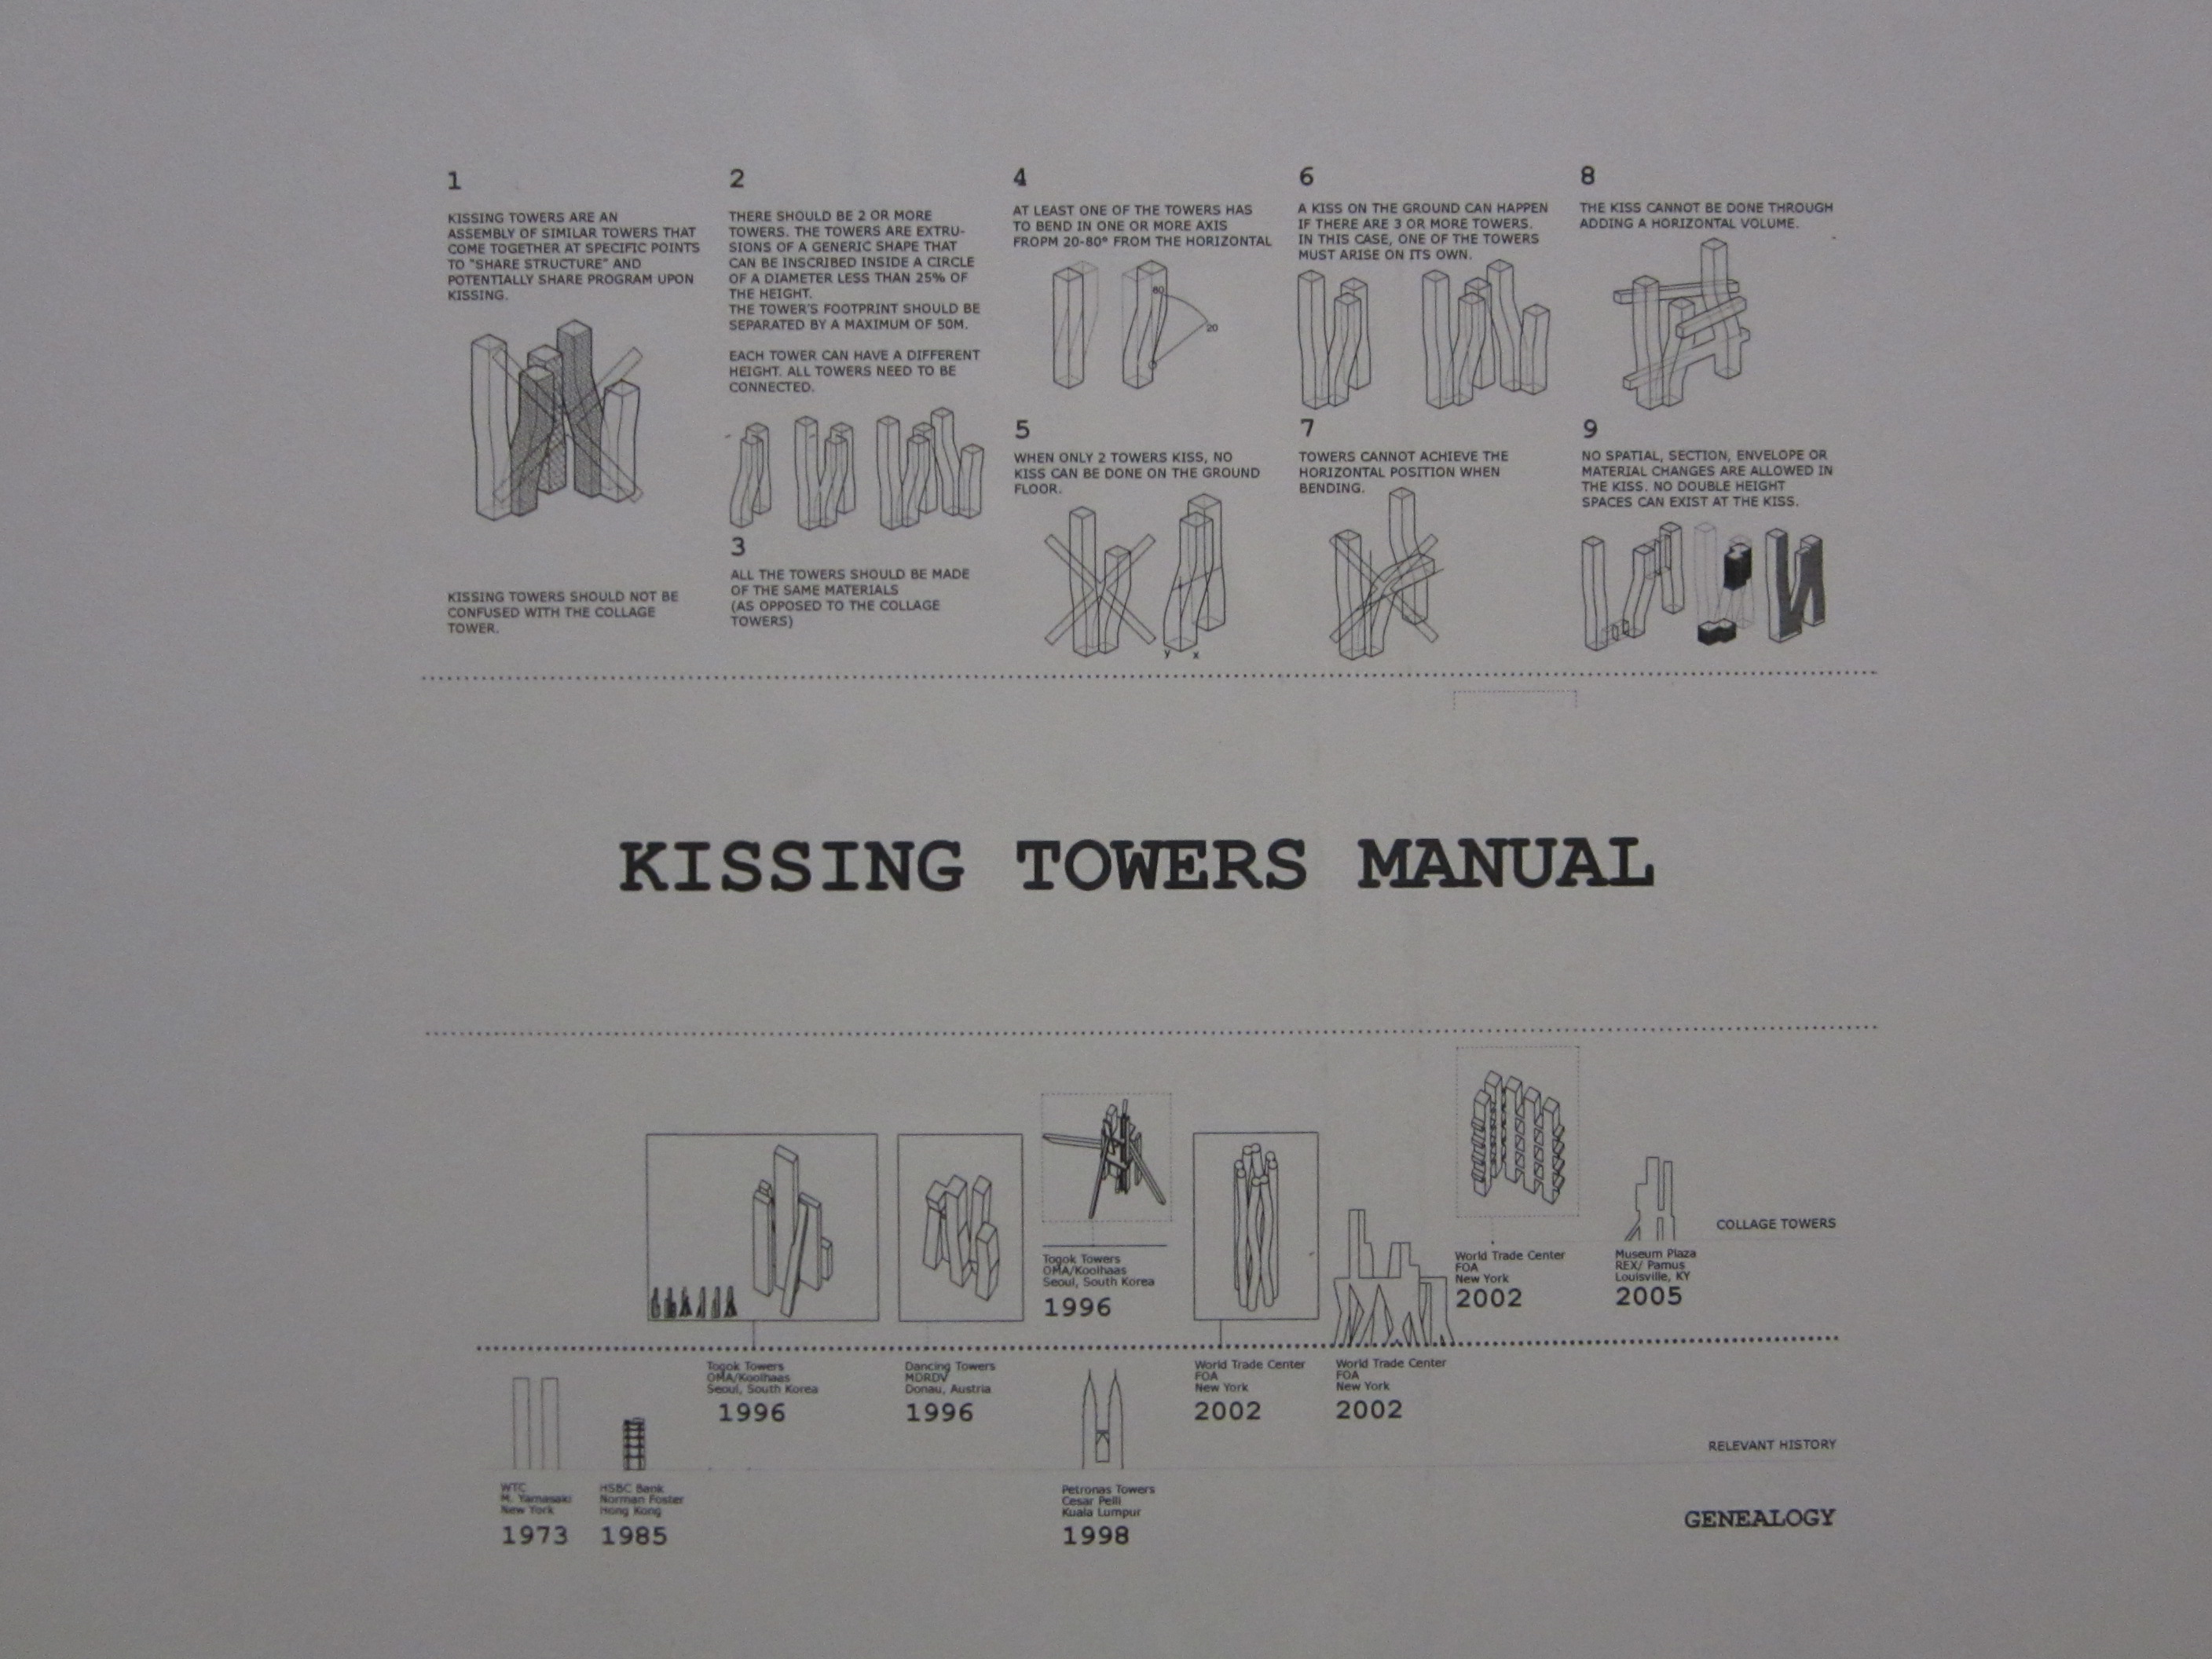 1
KISSING TOWERS ARE AN
ASSEMBLY OF SIMILAR TOWERS THAT
COME TOGETHER AT SPECIFIC POINTS
TO "SHARE STRUCTURE" AND
POTENTIALLY SHARE PROGRAM UPON
KISSING.
KISSING TOWERS SHOULD NOT BE
CONFUSED WITH THE COLLAGE
TOWER.
2
THERE SHOULD BE 2 OR MORE
TOWERS. THE TOWERS ARE EXTRU-
SIONS OF A GENERIC SHAPE THAT
CAN BE INSCRIBED INSIDE A CIRCLE
OF A DIAMETER LESS THAN 25% OF
THE HEIGHT.
THE TOWER'S FOOTPRINT SHOULD BE
SEPARATED BY A MAXIMUM OF 50M.
EACH TOWER CAN HAVE A DIFFERENT
HEIGHT. ALL TOWERS NEED TO BE
CONNECTED.
3
ALL THE TOWERS SHOULD BE MADE
OF THE SAME MATERIALS
(AS OPPOSED TO THE COLLAGE
TOWERS)
4
AT LEAST ONE OF THE TOWERS HAS
TO BEND IN ONE OR MORE AXIS
FROPM 20-80° FROM THE HORIZONTAL
80
20
5
WHEN ONLY 2 TOWERS KISS, NO
KISS CAN BE DONE ON THE GROUND
FLOOR.
y x
6
A KISS ON THE GROUND CAN HAPPEN
IF THERE ARE 3 OR MORE TOWERS.
IN THIS CASE, ONE OF THE TOWERS
MUST ARISE ON ITS OWN.
7
TOWERS CANNOT ACHIEVE THE
HORIZONTAL POSITION WHEN
BENDING.
8
THE KISS CANNOT BE DONE THROUGH
ADDING A HORIZONTAL VOLUME.
9
NO SPATIAL, SECTION, ENVELOPE OR
MATERIAL CHANGES ARE ALLOWED IN
THE KISS. NO DOUBLE HEIGHT
SPACES CAN EXIST AT THE KISS.
KISSING TOWERS MANUAL
Togok Towers
OMA/Koolhaas
Seoul, South Korea
1996
World Trade Center
FOA
New York
2002
Museum Plaza
REX/ Pamus
Louisville, KY
2005
COLLAGE TOWERS
Togok Towers
OMA/Koolhaas
Seoul, South Korea
1996
Dancing Towers
MDRDV
Donau, Austria
1996
World Trade Center
FOA
New York
2002
World Trade Center
FOA
New York
2002
RELEVANT HISTORY
WTC
M. Yamasaki
New York
1973
HSBC Bank
Norman Foster
Hong Kong
1985
Petronas Towers
Cesar Pelli
Kuala Lumpur
1998
GENEALOGY